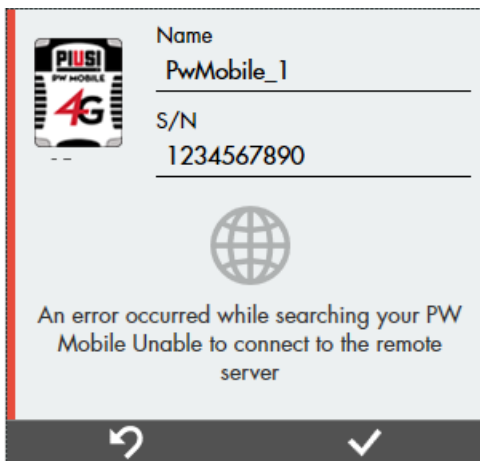 PIUSI
PW MOBILE
4G
--
Name
PwMobile_1
S/N
1234567890
An error occurred while searching your PW
Mobile Unable to connect to the remote
server